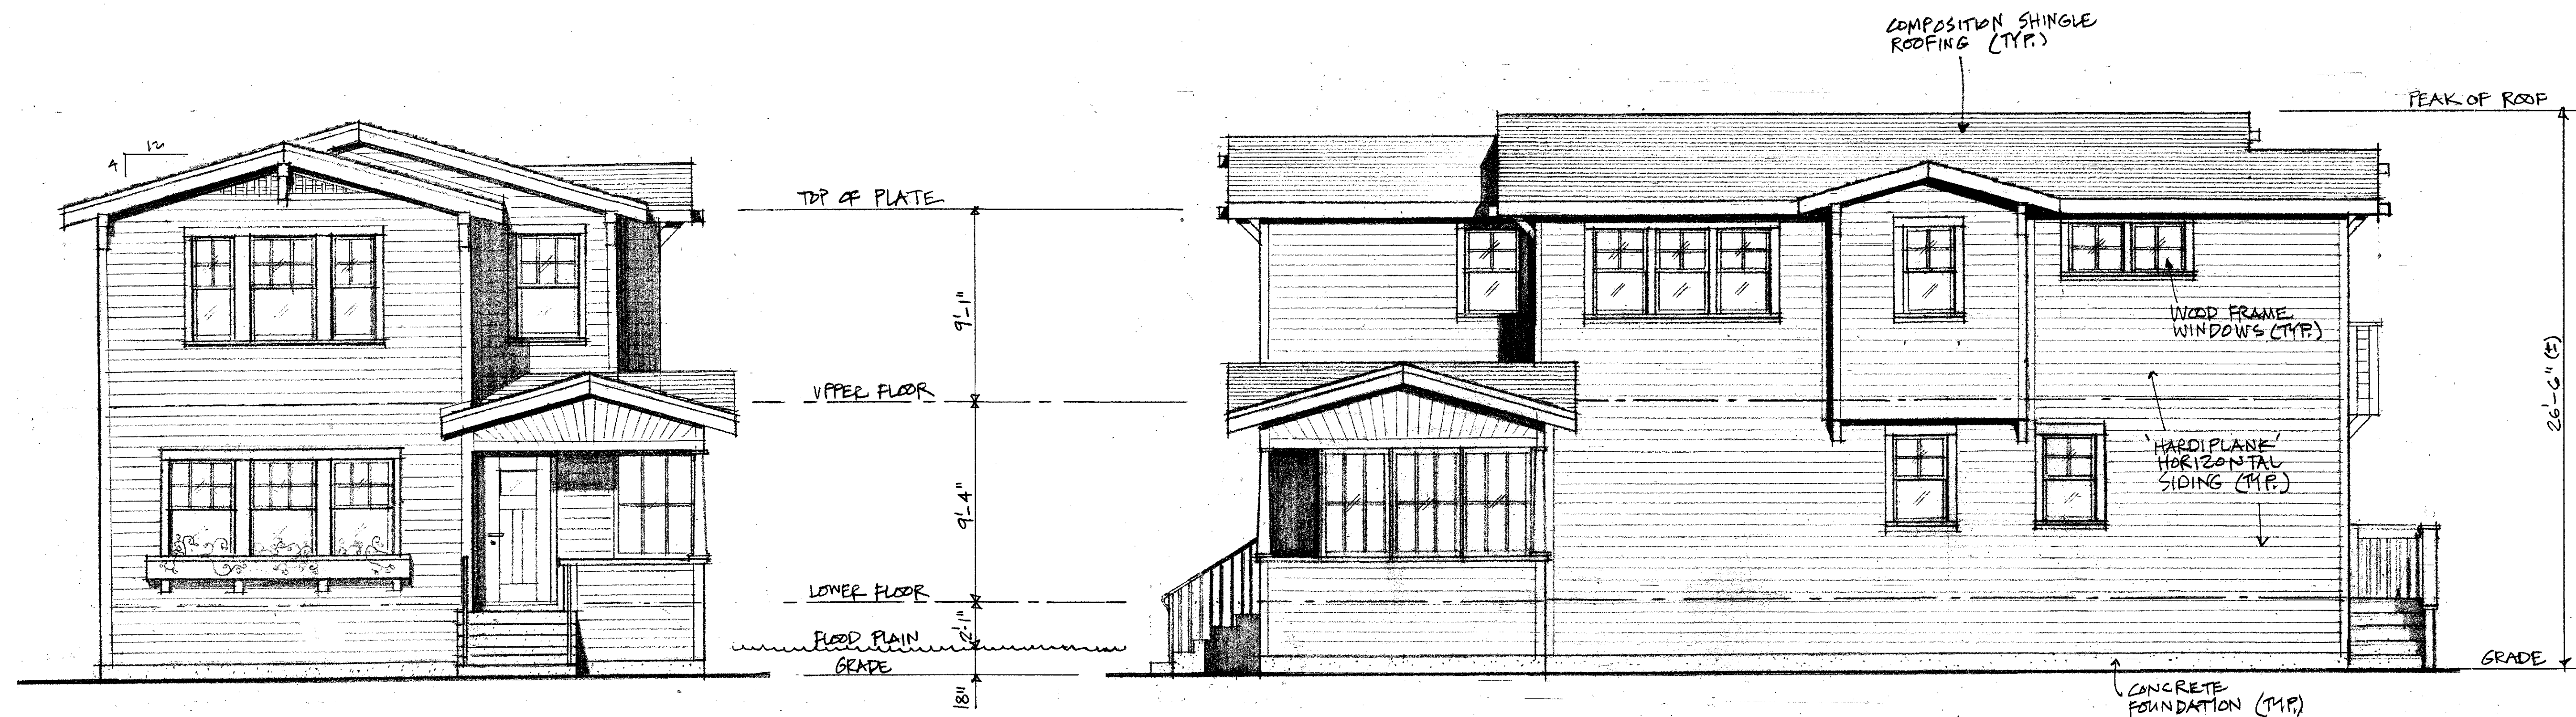 COMPOSITION SHINGLE
ROOFING (TYP.)
PEAK OF ROOF
12
4
TOP OF PLATE
9'-1"
UPPER FLOOR
9'-4"
LOWER FLOOR
2'-1"
FLOOD PLAIN
GRADE
18"
WOOD FRAME
WINDOWS (TYP.)
26'-6" (±)
'HARDIPLANK'
HORIZONTAL
SIDING (TYP.)
GRADE
CONCRETE
FOUNDATION (TYP.)